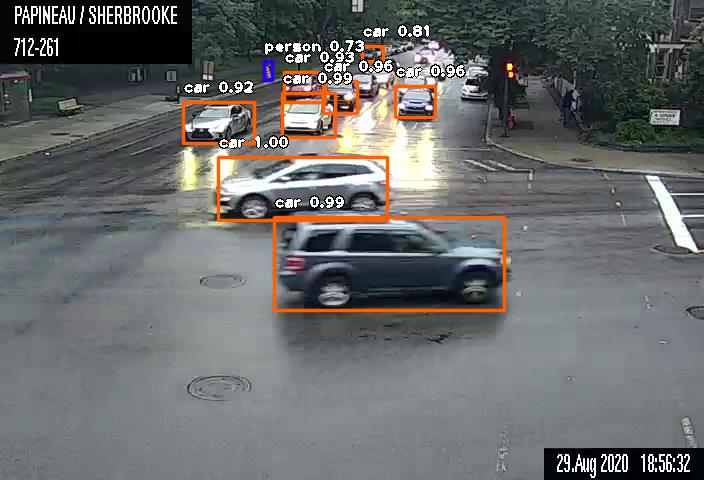 PAPINEAU / SHERBROOKE
712-261
car 0.81
person 0.73
car 0.93
car 0.96
car 0.99
car 0.96
car 0.92
car 1.00
car 0.99
29.Aug 2020 18:56:32